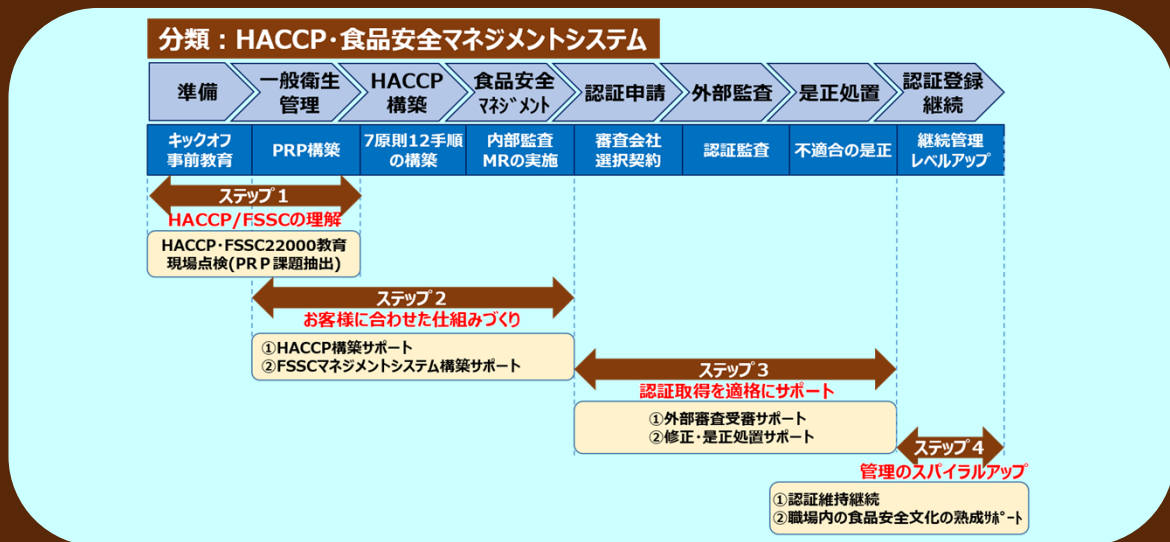 分類：HACCP･食品安全マネジメントシステム
準備
一般衛生
管理
HACCP
構築
食品安全
ﾏﾈｼﾞﾒﾝﾄ
認証申請
外部監査
是正処置
認証登録
継続
キックオフ
事前教育
PRP構築
7原則12手順
の構築
内部監査
MRの実施
審査会社
選択契約
認証監査
不適合の是正
継続管理
レベルアップ
ステップ１
HACCP/FSSCの理解
HACCP･FSSC22000教育
現場点検(PRＰ課題抽出)
ステップ２
お客様に合わせた仕組みづくり
①HACCP構築サポート
②FSSCマネジメントシステム構築サポート
ステップ３
認証取得を適格にサポート
①外部審査受審サポート
②修正･是正処置サポート
ステップ４
管理のスパイラルアップ
①認証維持継続
②職場内の食品安全文化の熟成ｻﾎﾟｰﾄ